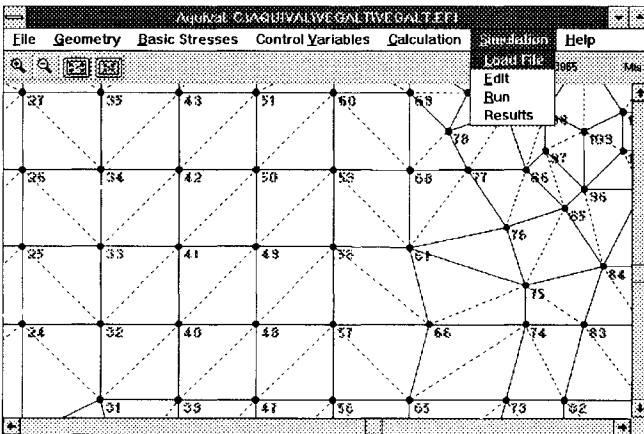 Aquival: C:\AQUIVAL\VEGALT\VEGALT.EF1
File Geometry Basic Stresses Control Variables Calculation Simulation Help
Load File
Edit
Run
Results
27 35 43 51 60 69
78 103
97
26 34 42 50 59 68 77 86
96
85
76
25 33 41 49 58 61
84
75
24 32 40 48 57 66 74 83
31 39 47 56 65 73 82